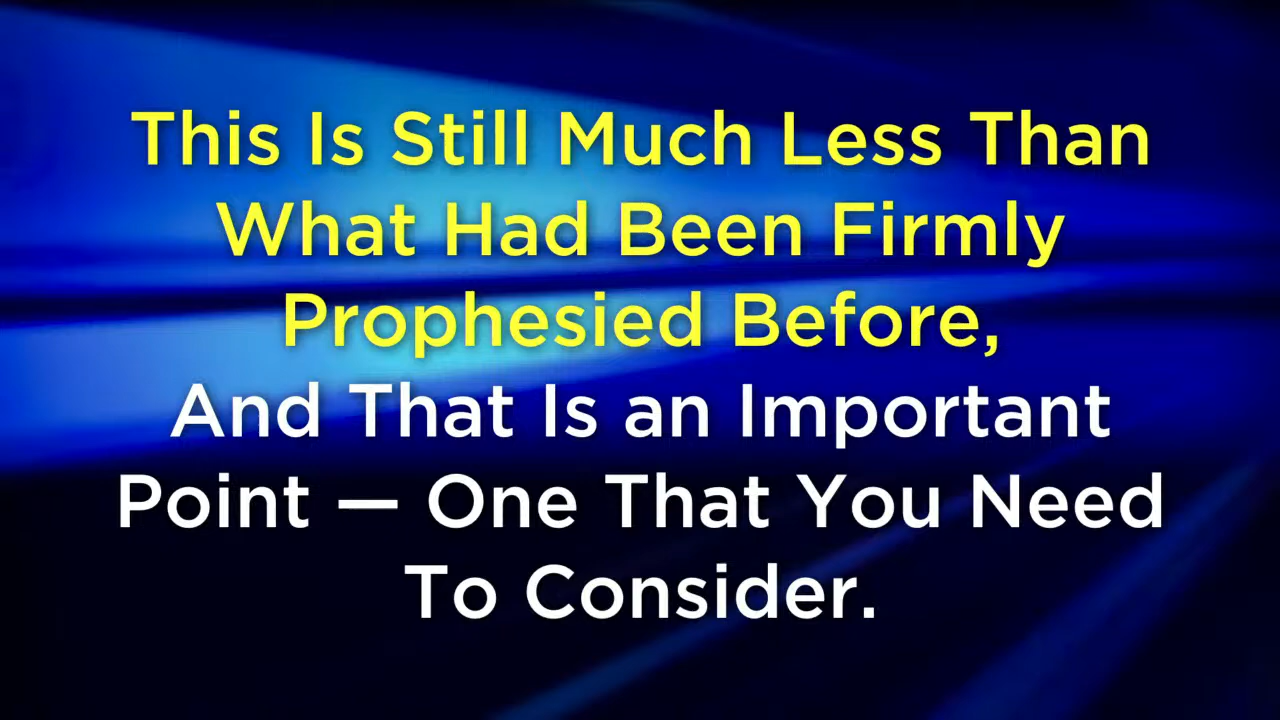 This Is Still Much Less Than
What Had Been Firmly
Prophesied Before,
And That Is an Important
Point — One That You Need
To Consider.